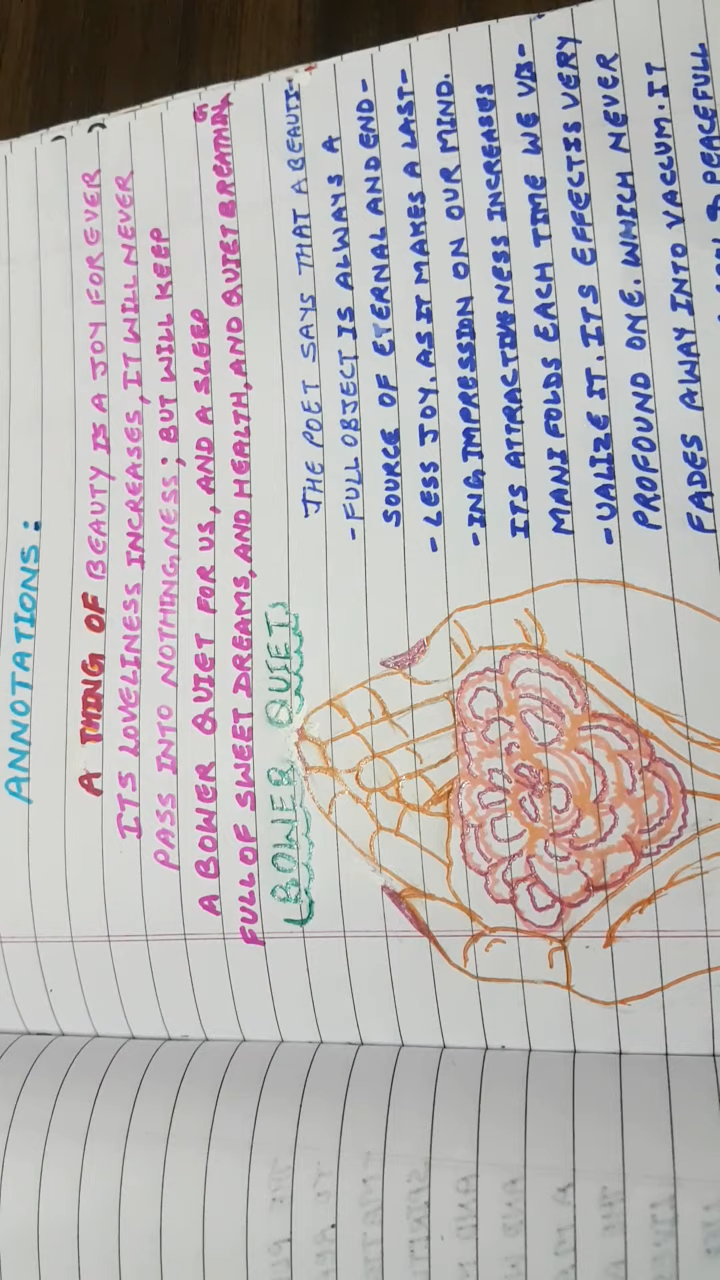 ANNOTATIONS:
A THING OF BEAUTY IS A JOY FOREVER
ITS LOVELINESS INCREASES, IT WILL NEVER
PASS INTO NOTHINGNESS; BUT WILL KEEP
A BOWER QUIET FOR US, AND A SLEEP
FULL OF SWEET DREAMS, AND HEALTH, AND QUIET BREATHING
BOWER QUIET
THE POET SAYS THAT A BEAUTI-
-FULL OBJECT IS ALWAYS A
SOURCE OF ETERNAL AND END-
-LESS JOY. AS IT MAKES A LAST-
-ING IMPRESSION ON OUR MIND.
ITS ATTRACTIVENESS INCREASES
MANIFOLDS EACH TIME WE VIS-
-UALIZE IT. ITS EFFECT IS VERY
PROFOUND ONE. WHICH NEVER
FADES AWAY INTO VACCUM. IT
PEACEFULL